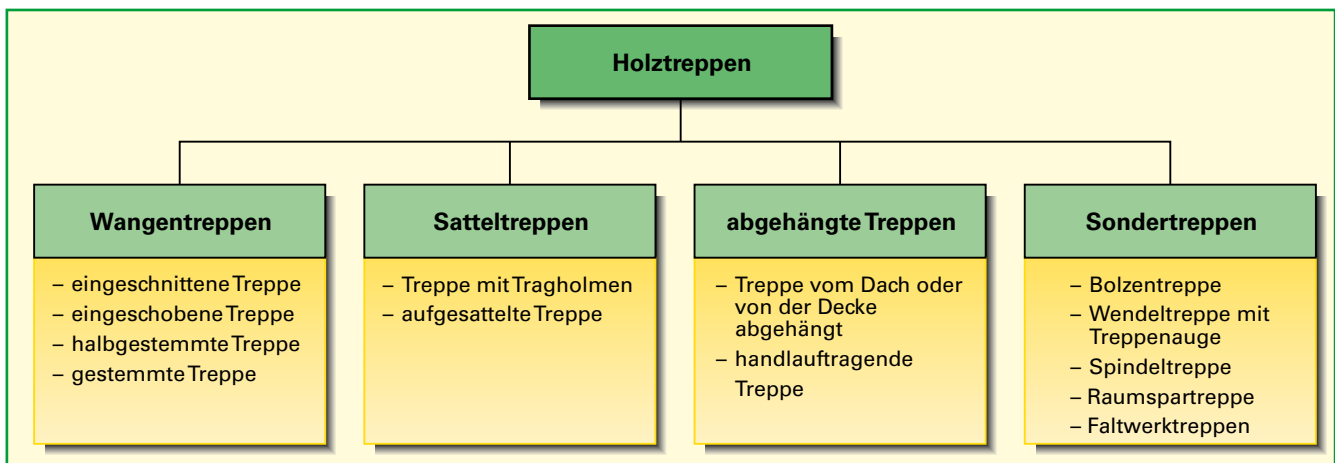 Holztreppen
Wangentreppen
– eingeschnittene Treppe
– eingeschobene Treppe
– halbgestemmte Treppe
– gestemmte Treppe
Satteltreppen
– Treppe mit Tragholmen
– aufgesattelte Treppe
abgehängte Treppen
– Treppe vom Dach oder
von der Decke
abgehängt
– handlauftragende
Treppe
Sondertreppen
– Bolzentreppe
– Wendeltreppe mit
Treppenauge
– Spindeltreppe
– Raumspartreppe
– Faltwerktreppen